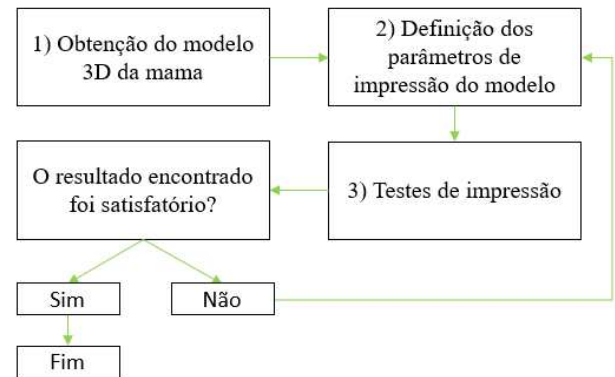 1) Obtenção do modelo
3D da mama
2) Definição dos
parâmetros de
impressão do modelo
3) Testes de impressão
O resultado encontrado
foi satisfatório?
Sim
Não
Fim